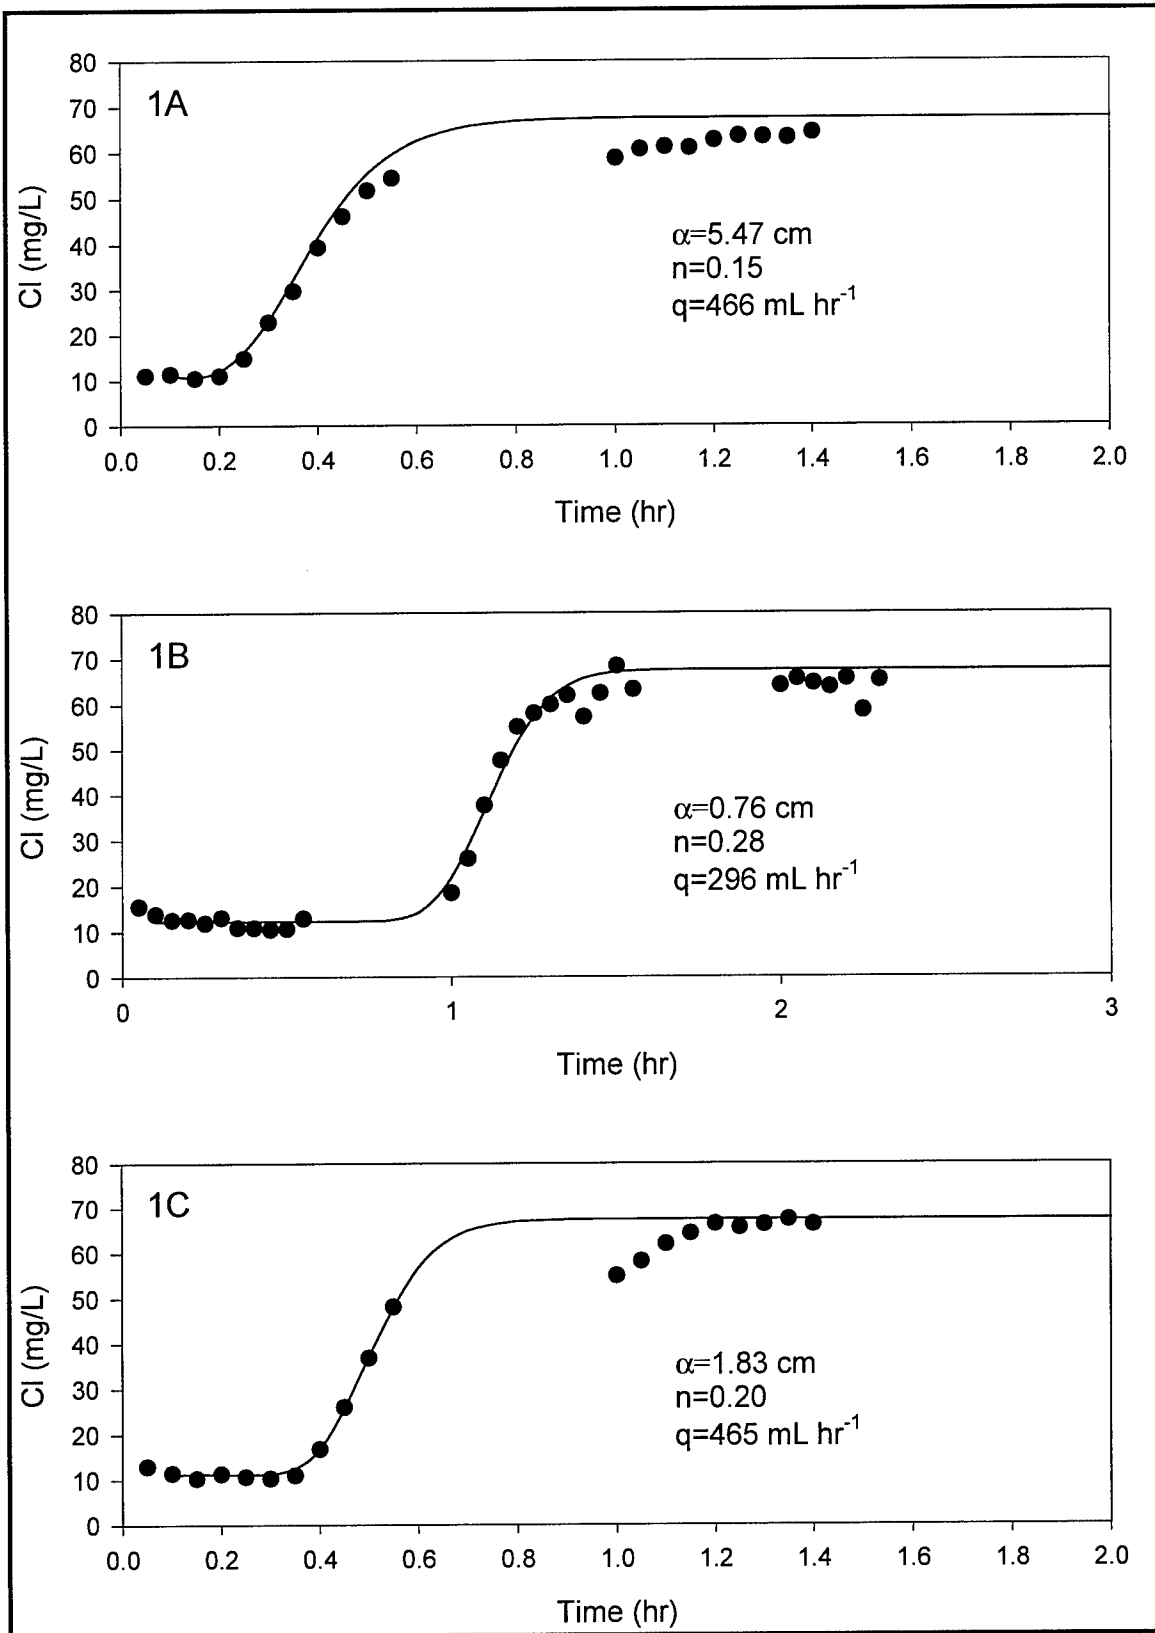 80
1A
70
60
50
40
30
20
10
0
Cl (mg/L)
α=5.47 cm
n=0.15
q=466 mL hr⁻¹
0.0 0.2 0.4 0.6 0.8 1.0 1.2 1.4 1.6 1.8 2.0
Time (hr)
80
1B
70
60
50
40
30
20
10
0
Cl (mg/L)
α=0.76 cm
n=0.28
q=296 mL hr⁻¹
0 1 2 3
Time (hr)
80
1C
70
60
50
40
30
20
10
0
Cl (mg/L)
α=1.83 cm
n=0.20
q=465 mL hr⁻¹
0.0 0.2 0.4 0.6 0.8 1.0 1.2 1.4 1.6 1.8 2.0
Time (hr)